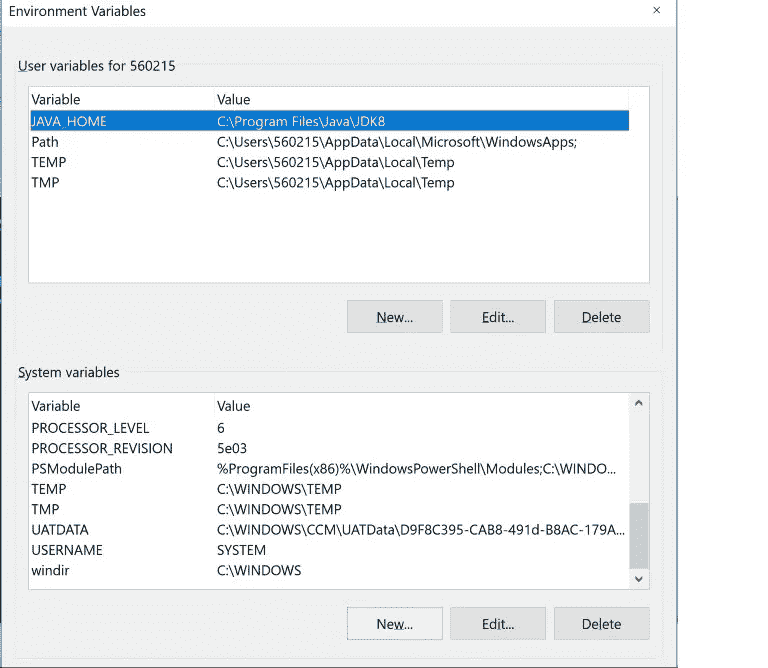 Environment Variables
User variables for 560215
Variable Value
JAVA_HOME C:\Program Files\Java\JDK8
Path C:\Users\560215\AppData\Local\Microsoft\WindowsApps;
TEMP C:\Users\560215\AppData\Local\Temp
TMP C:\Users\560215\AppData\Local\Temp
New... Edit... Delete
System variables
Variable Value
PROCESSOR_LEVEL 6
PROCESSOR_REVISION 5e03
PSModulePath %ProgramFiles(x86)%\WindowsPowerShell\Modules;C:\WINDO...
TEMP C:\WINDOWS\TEMP
TMP C:\WINDOWS\TEMP
UATDATA C:\WINDOWS\CCM\UATData\D9F8C395-CAB8-491d-B8AC-179A...
USERNAME SYSTEM
windir C:\WINDOWS
New... Edit... Delete